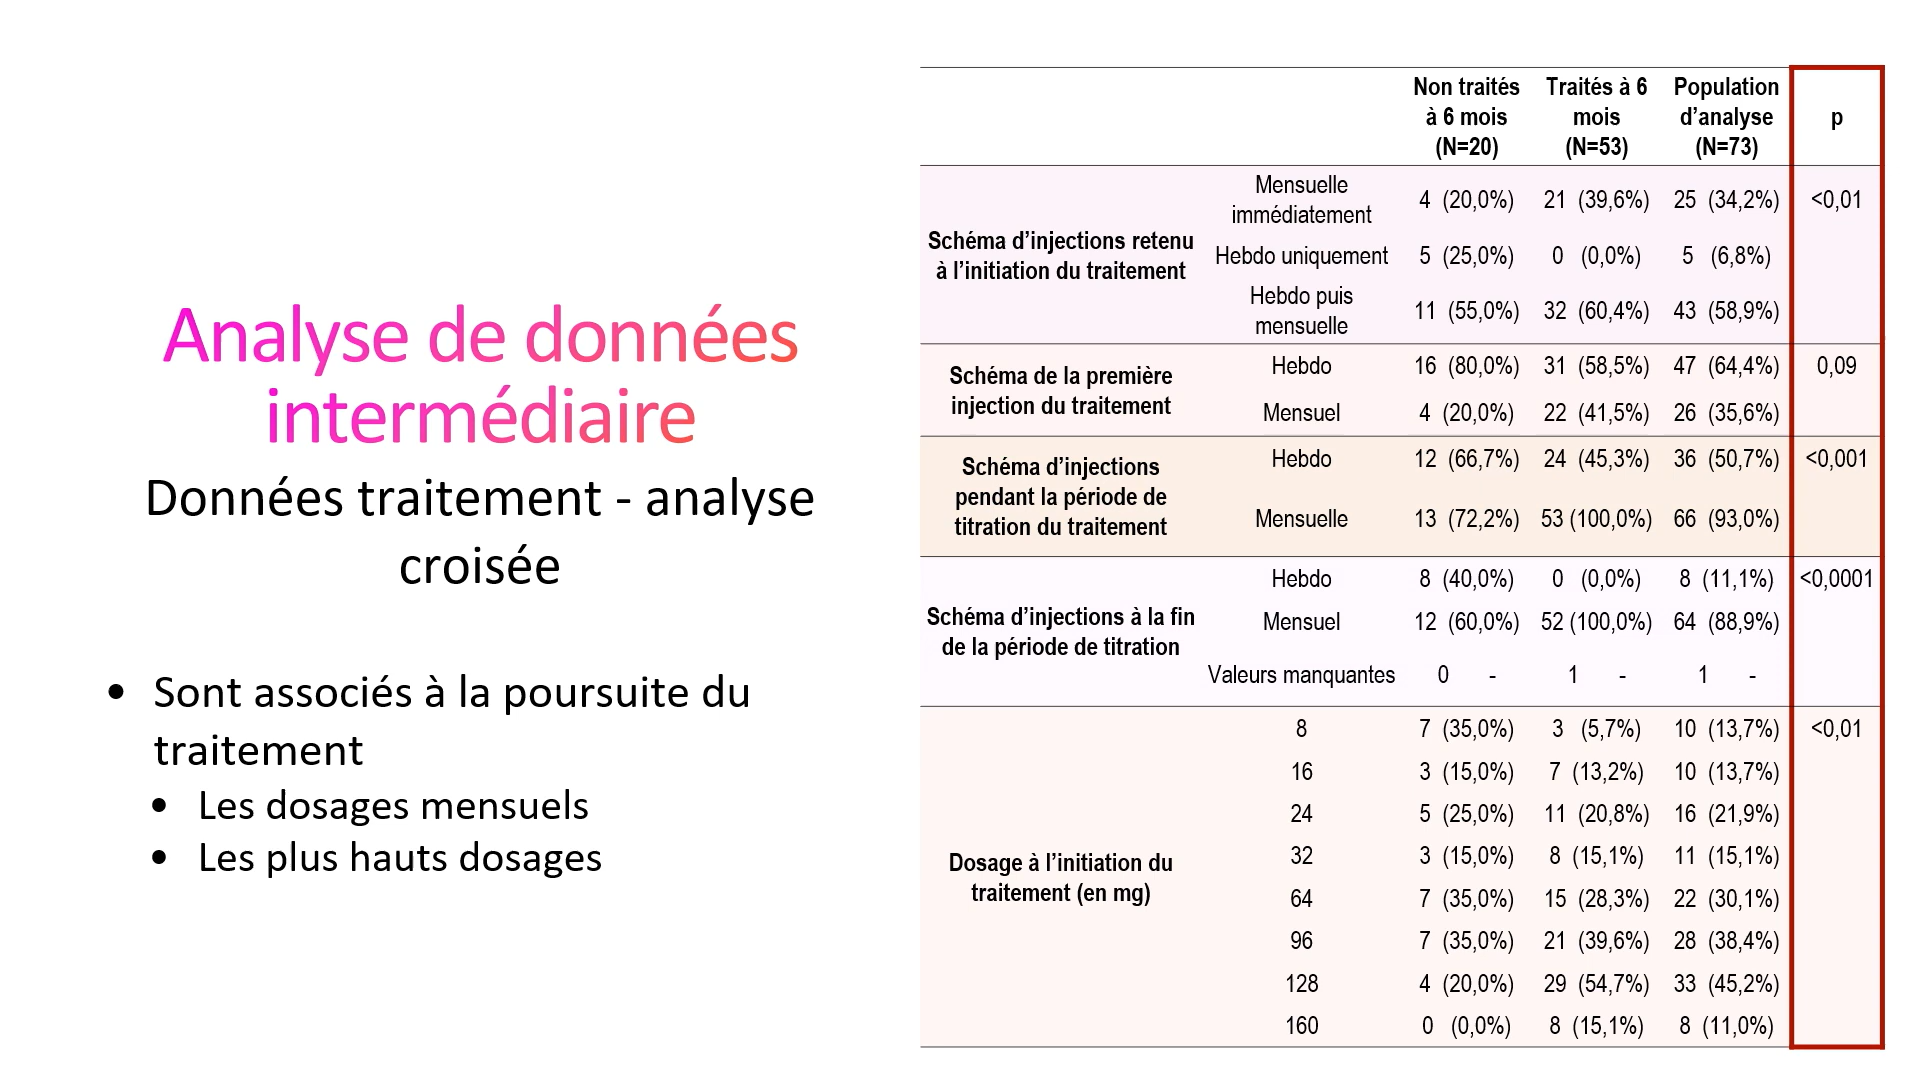 Analyse de données
intermédiaire
Données traitement - analyse
croisée
• Sont associés à la poursuite du
traitement
• Les dosages mensuels
• Les plus hauts dosages
Non traités à 6 mois (N=20) Traités à 6 mois (N=53) Population d’analyse (N=73) p
Schéma d’injections retenu à l’initiation du traitement
Mensuelle immédiatement 4 (20,0%) 21 (39,6%) 25 (34,2%) <0,01
Hebdo uniquement 5 (25,0%) 0 (0,0%) 5 (6,8%)
Hebdo puis mensuelle 11 (55,0%) 32 (60,4%) 43 (58,9%)
Schéma de la première injection du traitement
Hebdo 16 (80,0%) 31 (58,5%) 47 (64,4%) 0,09
Mensuel 4 (20,0%) 22 (41,5%) 26 (35,6%)
Schéma d’injections pendant la période de titration du traitement
Hebdo 12 (66,7%) 24 (45,3%) 36 (50,7%) <0,001
Mensuelle 13 (72,2%) 53 (100,0%) 66 (93,0%)
Schéma d’injections à la fin de la période de titration
Hebdo 8 (40,0%) 0 (0,0%) 8 (11,1%) <0,0001
Mensuel 12 (60,0%) 52 (100,0%) 64 (88,9%)
Valeurs manquantes 0 - 1 - 1 -
Dosage à l’initiation du traitement (en mg)
8 7 (35,0%) 3 (5,7%) 10 (13,7%) <0,01
16 3 (15,0%) 7 (13,2%) 10 (13,7%)
24 5 (25,0%) 11 (20,8%) 16 (21,9%)
32 3 (15,0%) 8 (15,1%) 11 (15,1%)
64 7 (35,0%) 15 (28,3%) 22 (30,1%)
96 7 (35,0%) 21 (39,6%) 28 (38,4%)
128 4 (20,0%) 29 (54,7%) 33 (45,2%)
160 0 (0,0%) 8 (15,1%) 8 (11,0%)